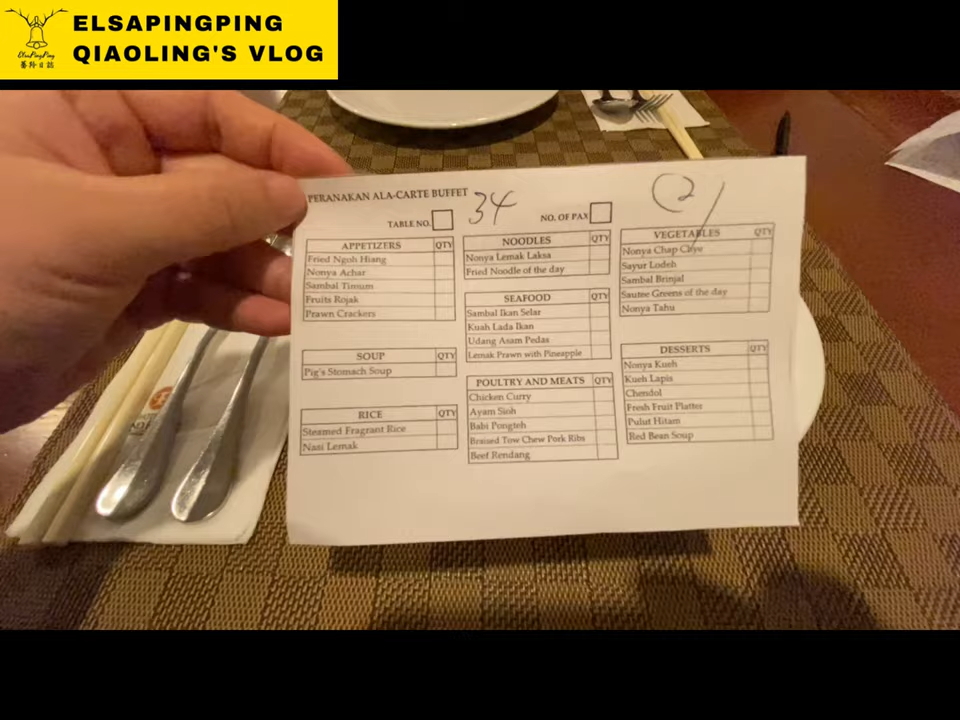 ELSAPINGPING
QIAOLING'S VLOG
ElsaPingPing
PERANAKAN ALA-CARTE BUFFET
TABLE NO. 34 NO. OF PAX (2)
APPETIZERS QTY
Fried Ngoh Hiang
Nonya Achar
Sambal Timum
Fruits Rojak
Prawn Crackers
SOUP QTY
Pig's Stomach Soup
RICE QTY
Steamed Fragrant Rice
Nasi Lemak
NOODLES QTY
Nonya Lemak Laksa
Fried Noodle of the day
SEAFOOD QTY
Sambal Ikan Selar
Kuah Lada Ikan
Udang Asam Pedas
Lemak Prawn with Pineapple
POULTRY AND MEATS QTY
Chicken Curry
Ayam Sioh
Babi Pongteh
Braised Tow Chew Pork Ribs
Beef Rendang
VEGETABLES QTY
Nonya Chap Chye
Sayur Lodeh
Sambal Brinjal
Sautee Greens of the day
Nonya Tahu
DESSERTS QTY
Nonya Kueh
Kueh Lapis
Chendol
Fresh Fruit Platter
Pulut Hitam
Red Bean Soup